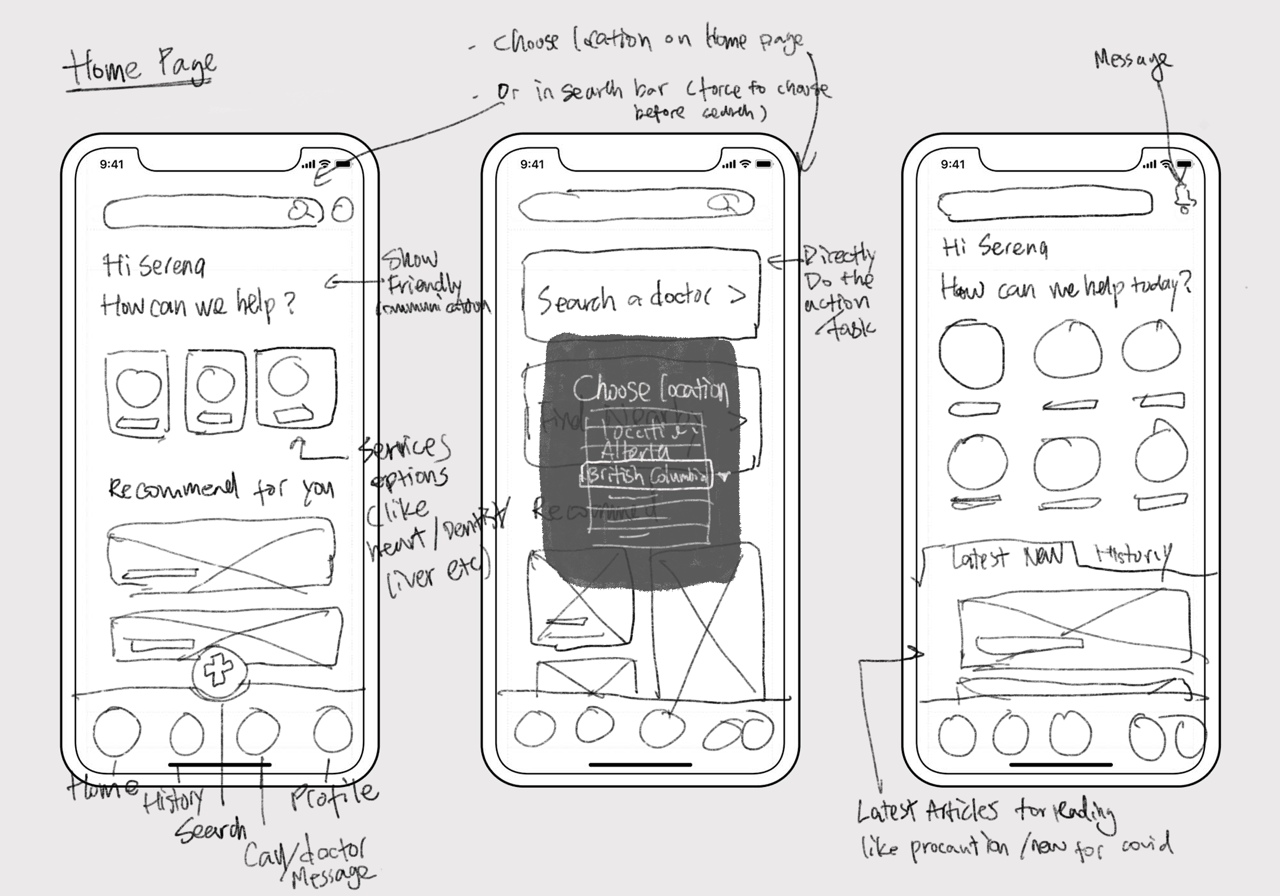 Home Page
- Choose location on Home page
- Or in search bar (force to choose
before search)
Message
9:41
Hi Serena
How can we help ?
Show
Friendly
communication
Services
options
(like
heart/Dentist/
liver etc)
Recommend for you
Home
History
Search
Call/doctor
Message
Profile
9:41
Search a doctor >
Directly
Do the
action
task
Choose location
Find Nearby >
Alterta
British Columbia
Recommend
9:41
Hi Serena
How can we help today?
Latest New
History
Latest Articles for reading
like procaution /new for covid